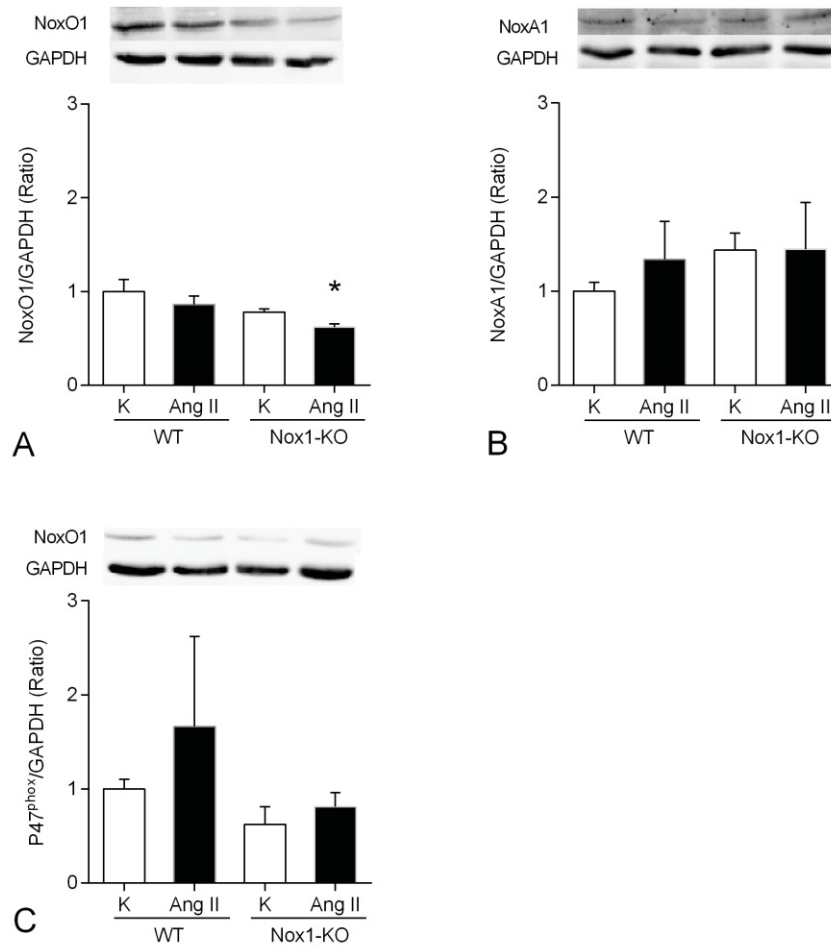 NoxO1
GAPDH
3
2
1
0
NoxO1/GAPDH (Ratio)
*
K Ang II K Ang II
WT Nox1-KO
A
NoxA1
GAPDH
3
2
1
0
NoxA1/GAPDH (Ratio)
K Ang II K Ang II
WT Nox1-KO
B
NoxO1
GAPDH
3
2
1
0
P47phox/GAPDH (Ratio)
K Ang II K Ang II
WT Nox1-KO
C